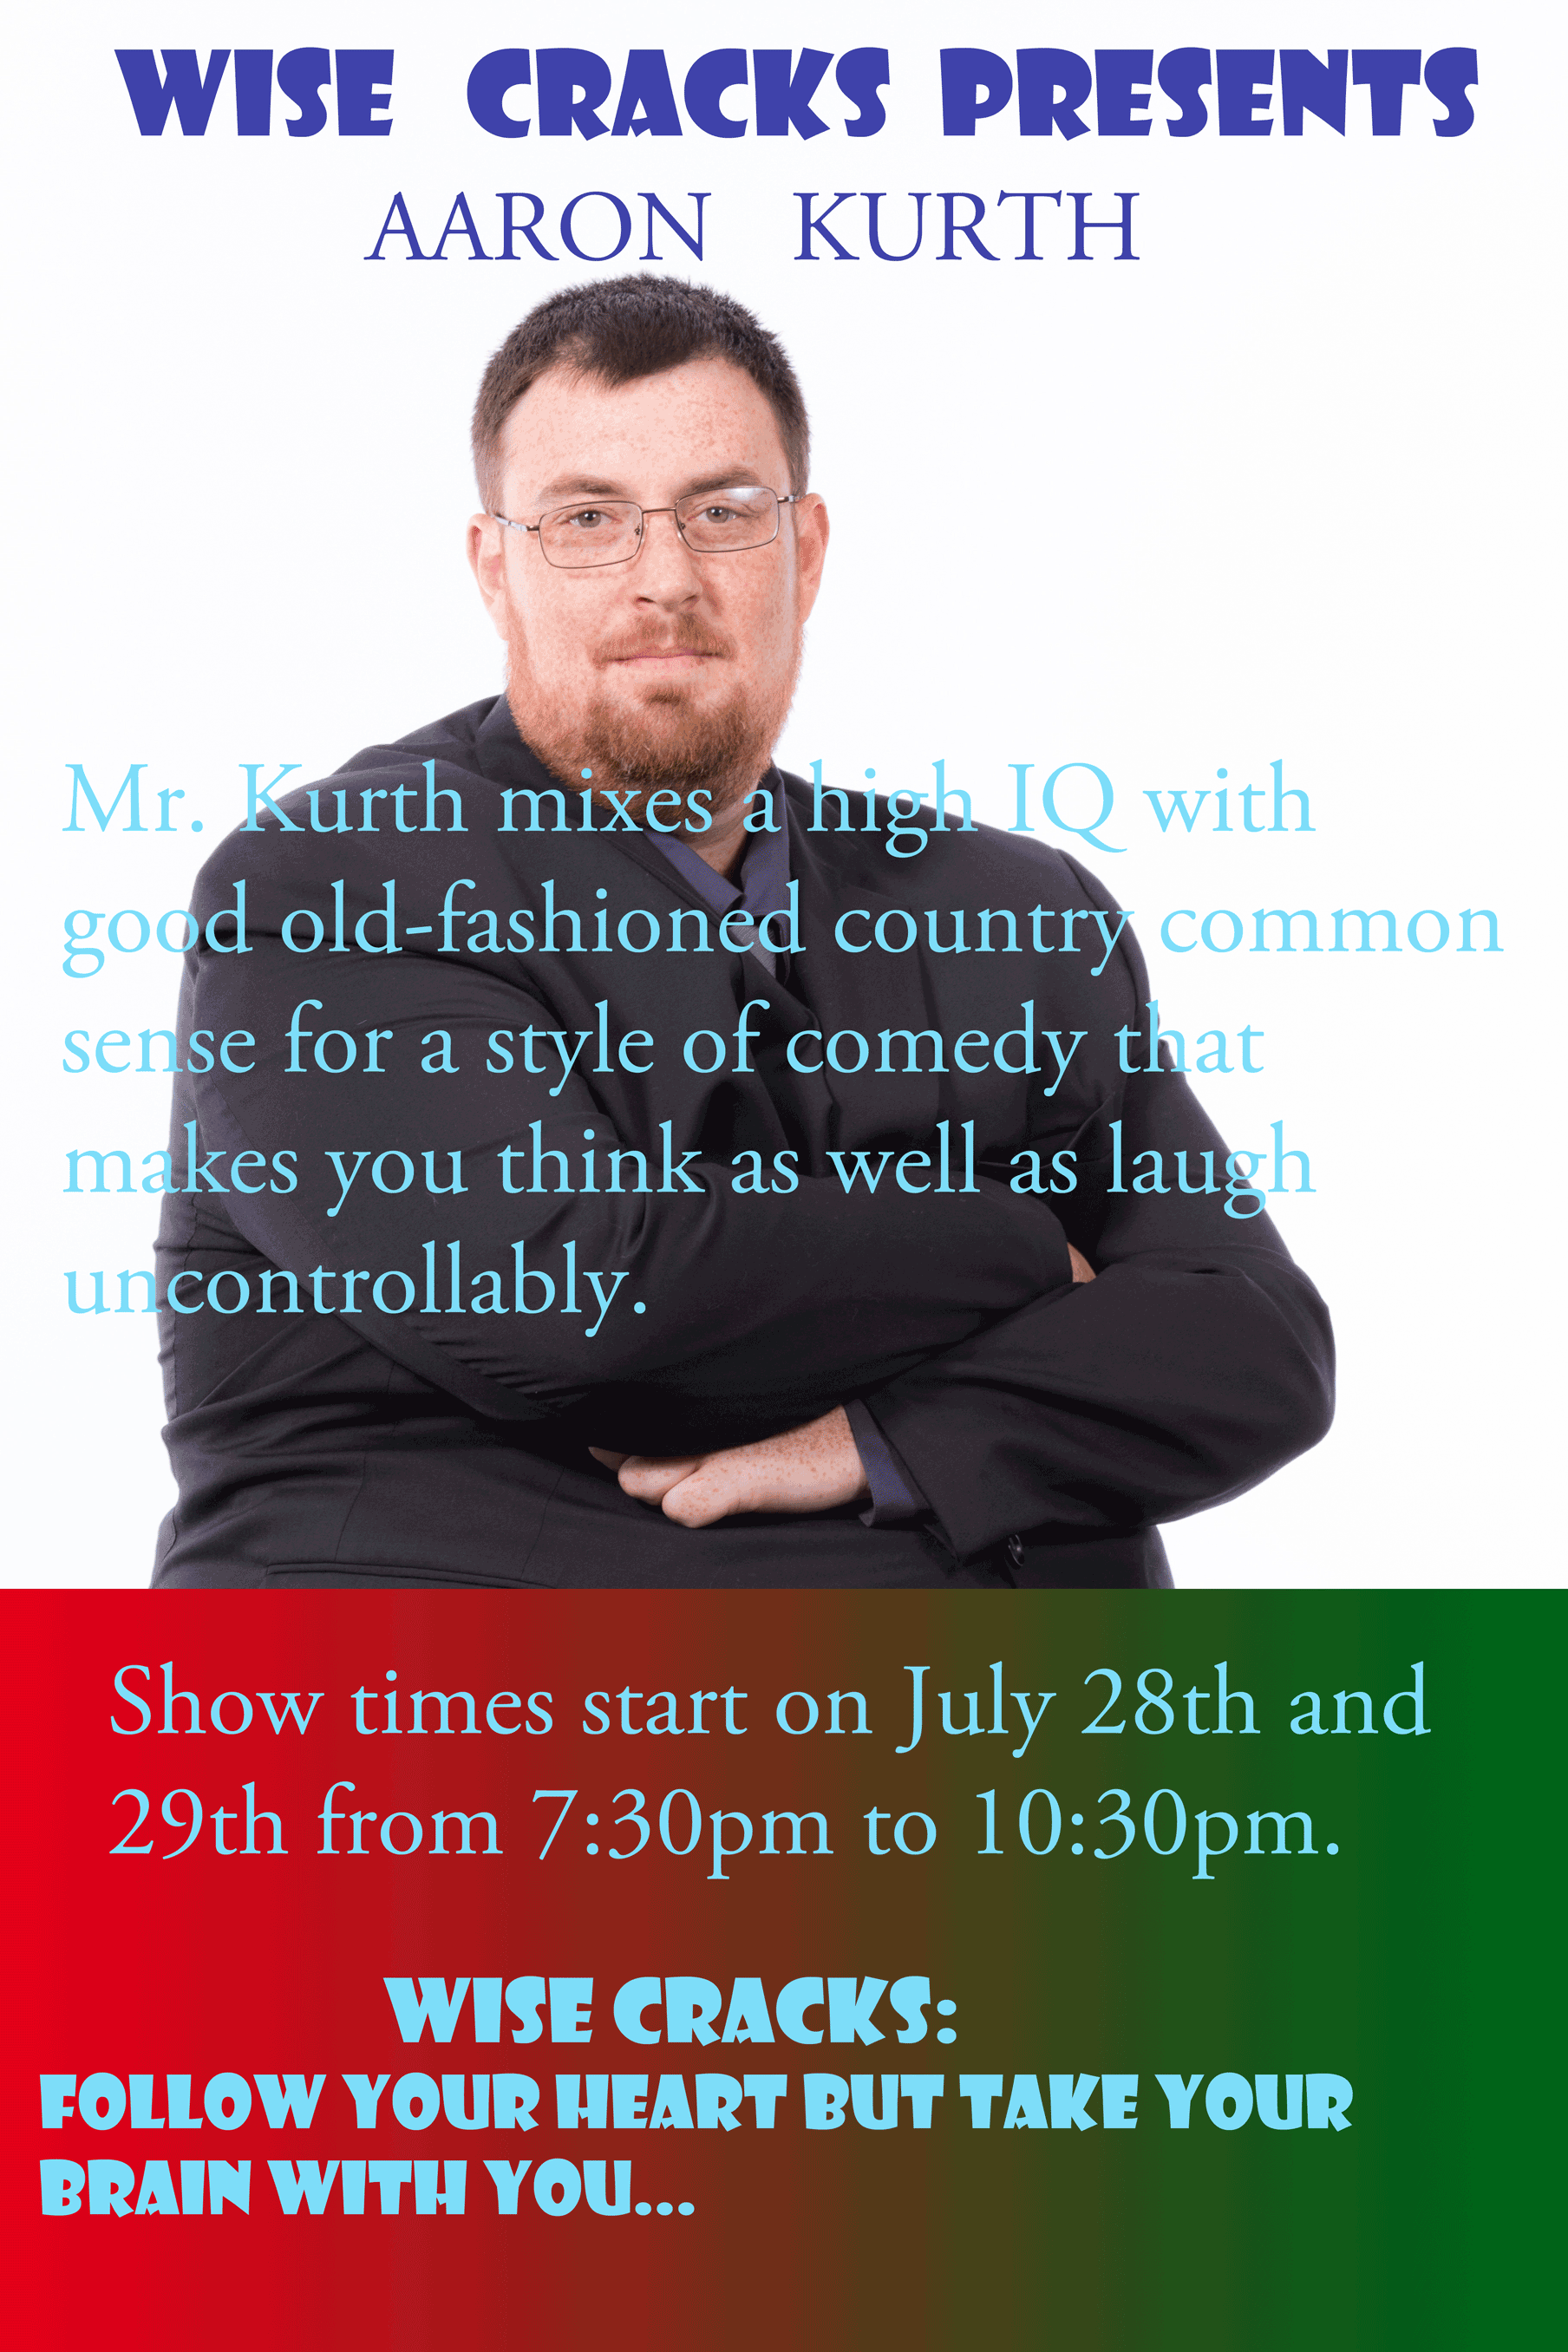 WISE CRACKS PRESENTS
AARON KURTH
Mr. Kurth mixes a high IQ with
good old-fashioned country common
sense for a style of comedy that
makes you think as well as laugh
uncontrollably.
Show times start on July 28th and
29th from 7:30pm to 10:30pm.
WISE CRACKS:
FOLLOW YOUR HEART BUT TAKE YOUR
BRAIN WITH YOU...